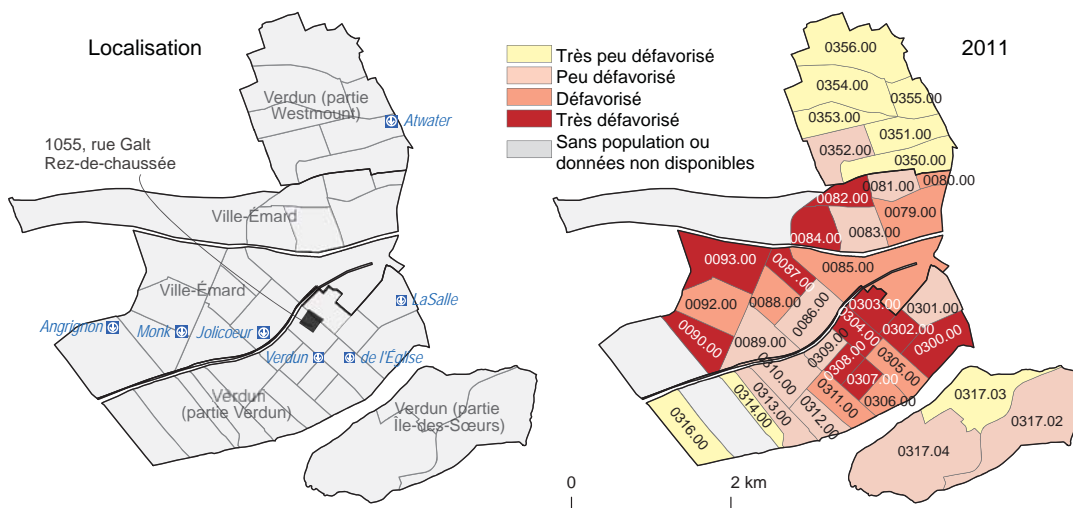 Localisation
Verdun (partie
Westmount)
Atwater
1055, rue Galt
Rez-de-chaussée
Ville-Émard
Ville-Émard
LaSalle
Angrignon
Monk
Jolicoeur
Verdun
de l'Église
Verdun
(partie Verdun)
Verdun (partie
Île-des-Sœurs)
Très peu défavorisé
Peu défavorisé
Défavorisé
Très défavorisé
Sans population ou
données non disponibles
2011
0356.00
0354.00
0355.00
0353.00
0351.00
0352.00
0350.00
0080.00
0081.00
0082.00
0079.00
0083.00
0084.00
0093.00
0087.00
0085.00
0092.00
0088.00
0086.00
0303.00
0301.00
0304.00
0302.00
0300.00
0090.00
0089.00
0309.00
0308.00
0305.00
0310.00
0307.00
0306.00
0311.00
0312.00
0313.00
0314.00
0316.00
0317.03
0317.02
0317.04
0
2 km